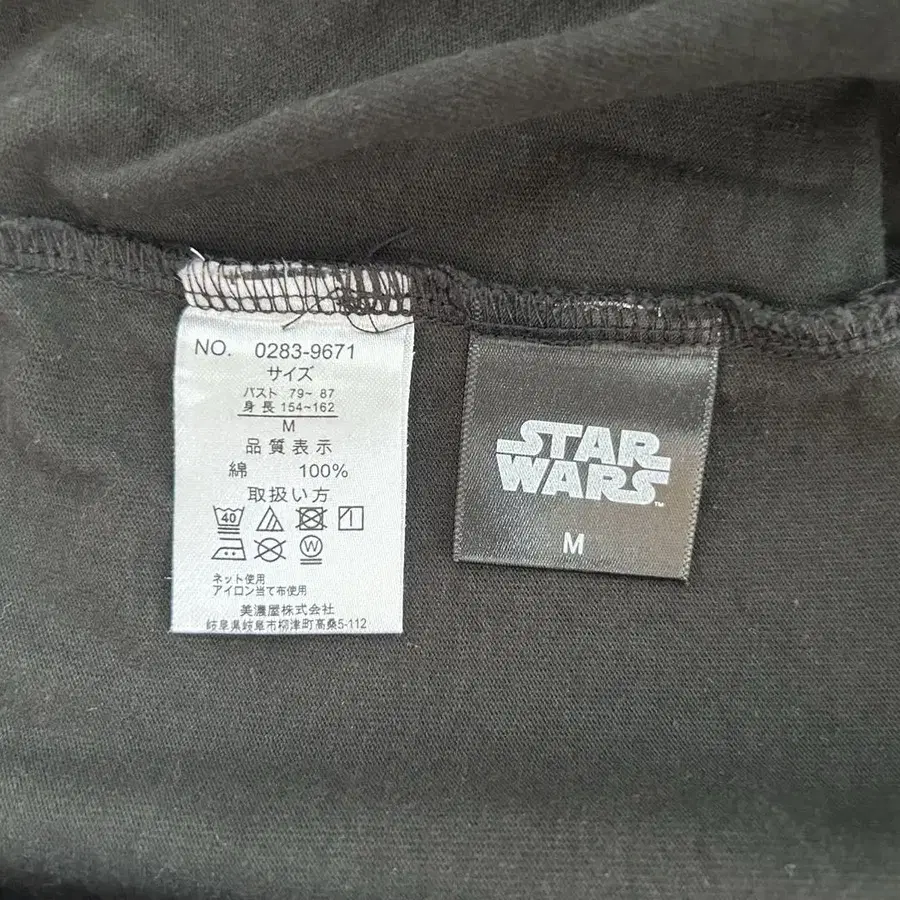 NO. 0283-9671
サイズ
バスト 79~ 87
身長 154~162
M
品質表示
綿 100%
取扱い方
40
W
ネット使用
アイロン当て布使用
美濃屋株式会社
岐阜県岐阜市柳津町高桑5-112
STAR
WARS™
M